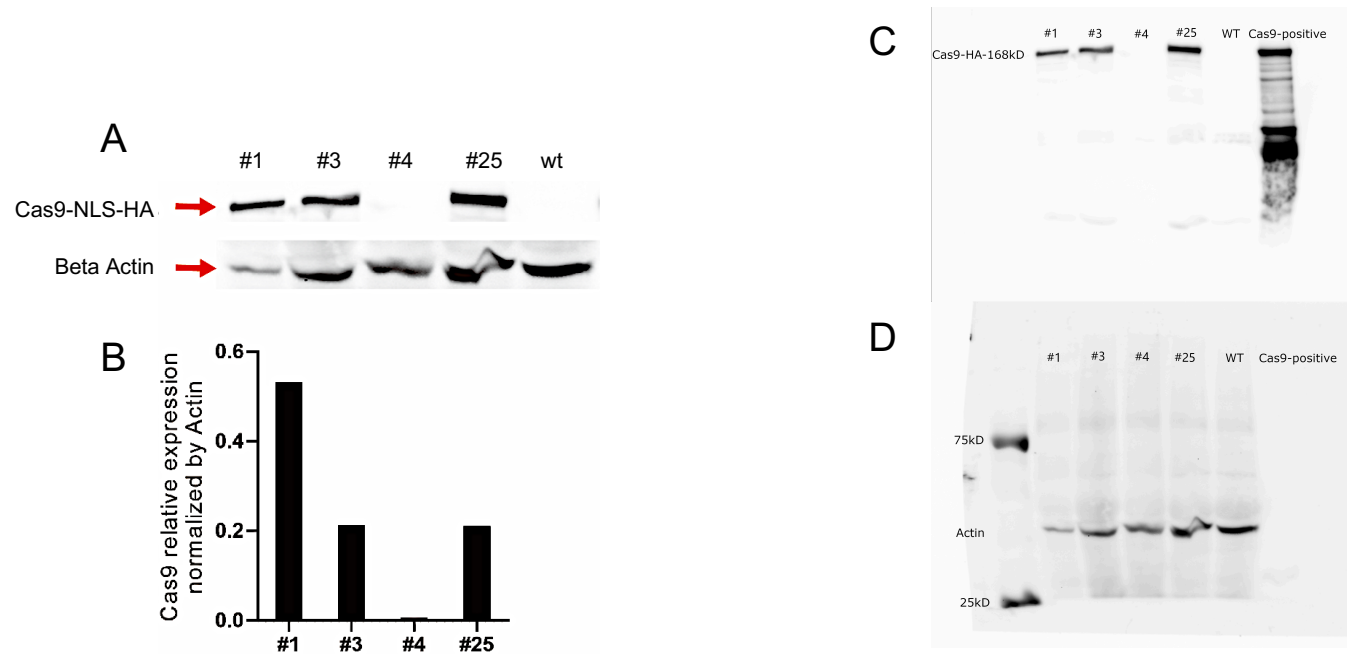 A
#1 #3 #4 #25 wt
Cas9-NLS-HA
Beta Actin
B
Cas9 relative expression
normalized by Actin
0.6
0.4
0.2
0.0
#1 #3 #4 #25
C
#1 #3 #4 #25 WT Cas9-positive
Cas9-HA-168kD
D
#1 #3 #4 #25 WT Cas9-positive
75kD
Actin
25kD